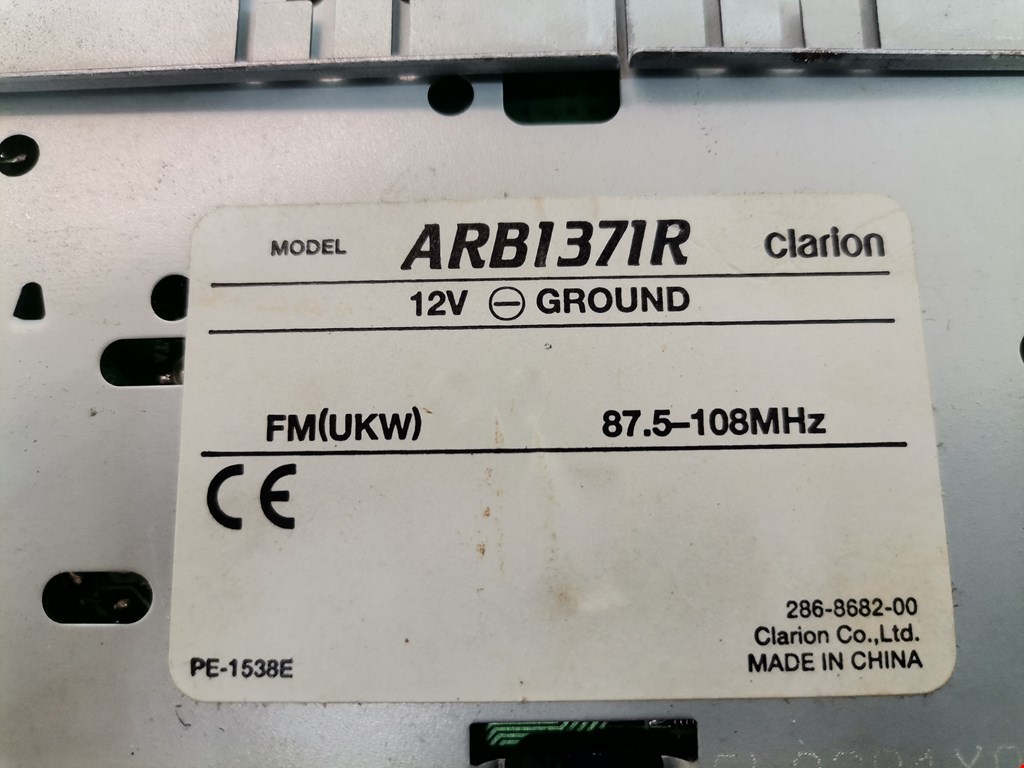 MODEL ARB1371R clarion
12V ⊖ GROUND
FM(UKW) 87.5–108MHz
CE
286-8682-00
Clarion Co.,Ltd.
PE-1538E MADE IN CHINA